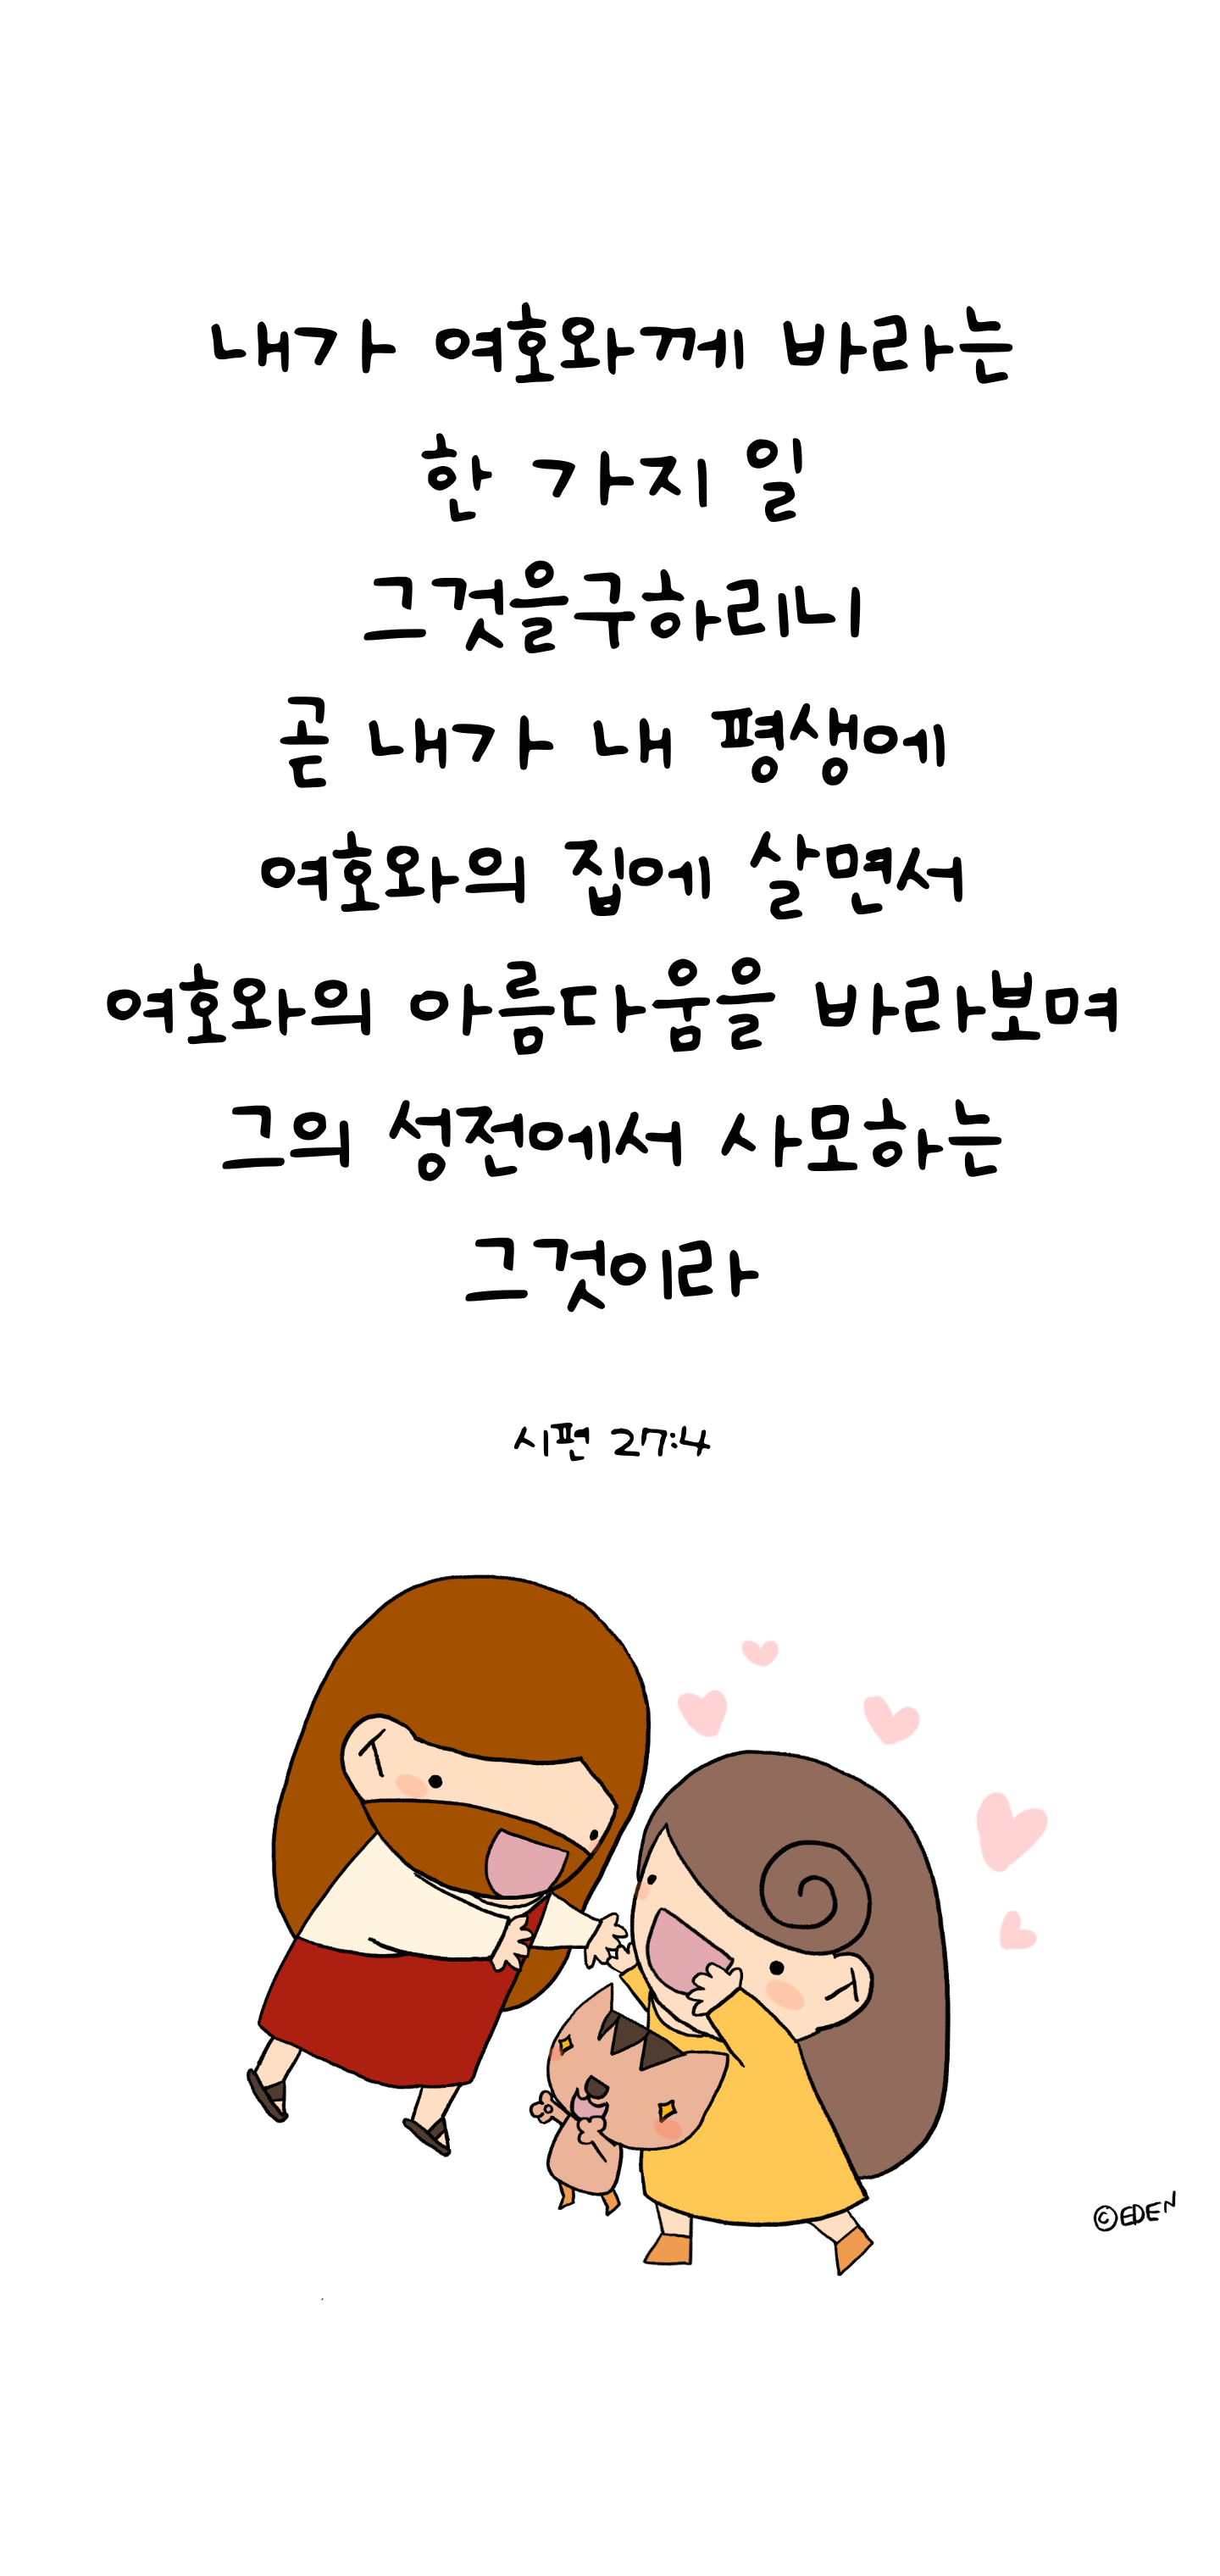 내가 여호와께 바라는
한 가지 일
그것을구하리니
곧 내가 내 평생에
여호와의 집에 살면서
여호와의 아름다움을 바라보며
그의 성전에서 사모하는
그것이라
시편 27:4
©EDEN